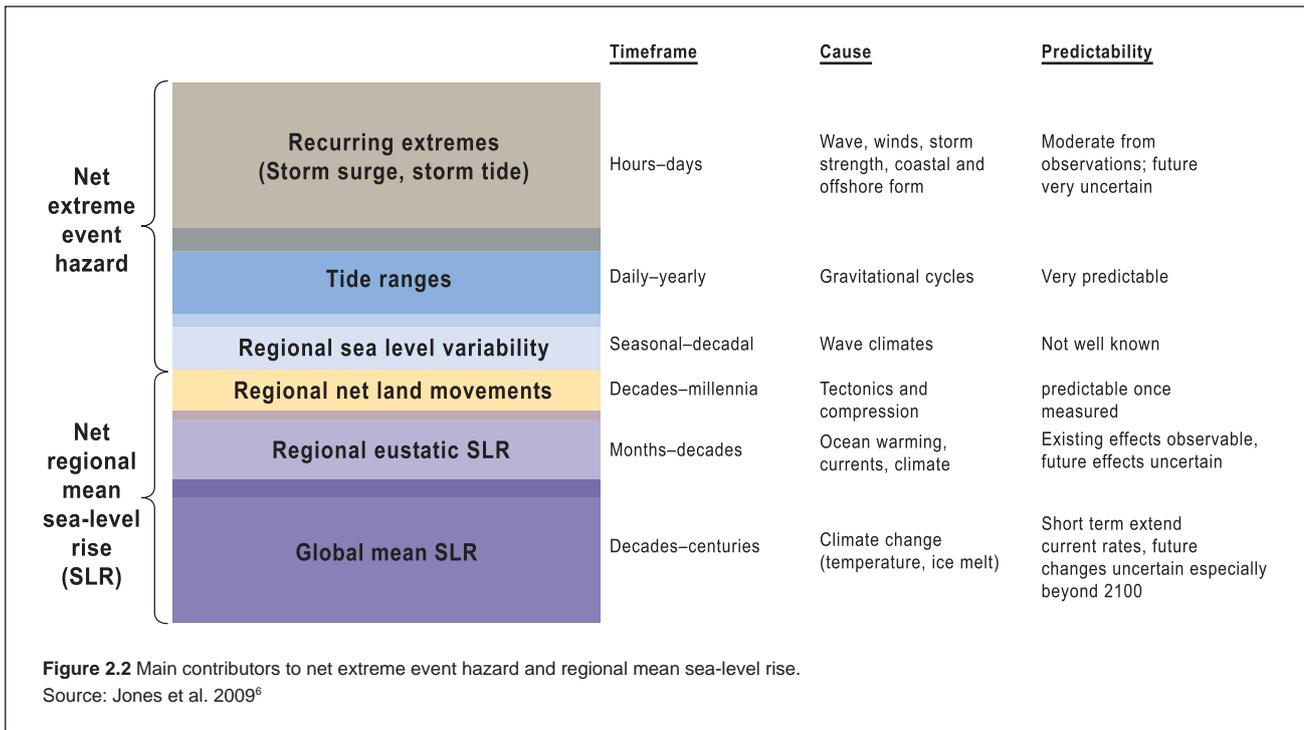 Timeframe
Cause
Predictability
Net
extreme
event
hazard
Recurring extremes
(Storm surge, storm tide)
Hours–days
Wave, winds, storm
strength, coastal and
offshore form
Moderate from
observations; future
very uncertain
Tide ranges
Daily–yearly
Gravitational cycles
Very predictable
Regional sea level variability
Seasonal–decadal
Wave climates
Not well known
Net
regional
mean
sea-level
rise
(SLR)
Regional net land movements
Decades–millennia
Tectonics and
compression
predictable once
measured
Regional eustatic SLR
Months–decades
Ocean warming,
currents, climate
Existing effects observable,
future effects uncertain
Global mean SLR
Decades–centuries
Climate change
(temperature, ice melt)
Short term extend
current rates, future
changes uncertain especially
beyond 2100
Figure 2.2 Main contributors to net extreme event hazard and regional mean sea-level rise.
Source: Jones et al. 2009⁶